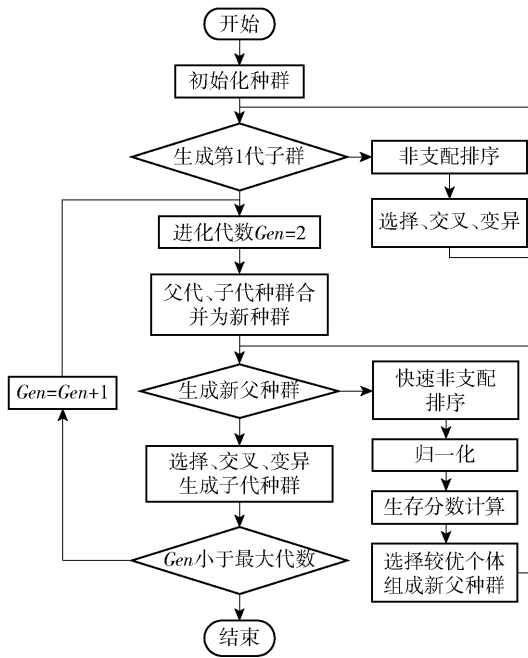 开始
初始化种群
生成第1代子群
非支配排序
选择、交叉、变异
进化代数Gen=2
父代、子代种群合
并为新种群
生成新父种群
快速非支配
排序
Gen=Gen+1
归一化
选择、交叉、变异
生成子代种群
生存分数计算
Gen小于最大代数
选择较优个体
组成新父种群
结束